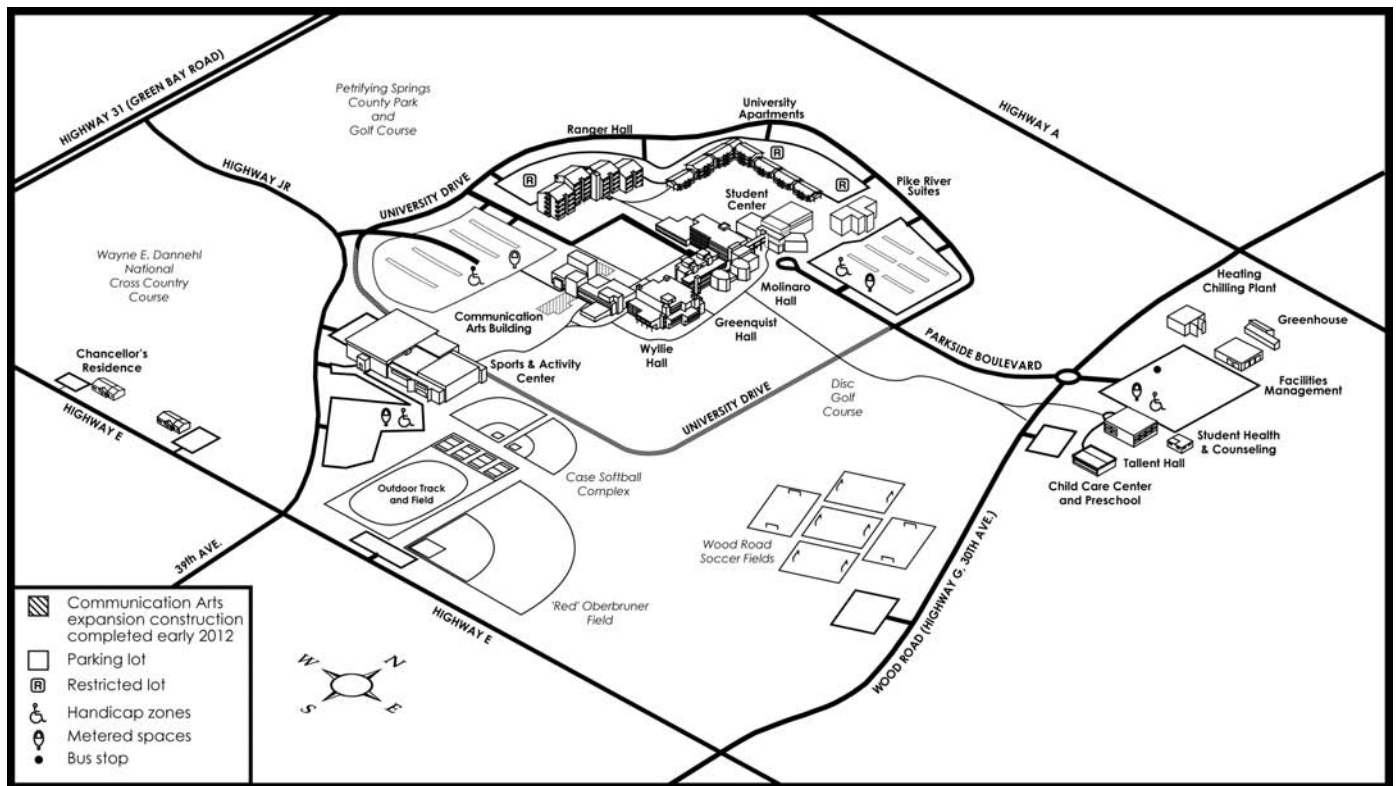 HIGHWAY 31 (GREEN BAY ROAD)
Petrifying Springs
County Park
and
Golf Course
HIGHWAY A
University
Apartments
Ranger Hall
R
R
R
HIGHWAY JR
UNIVERSITY DRIVE
Student
Center
Pike River
Suites
Wayne E. Dannehl
National
Cross Country
Course
Communication
Arts Building
Molinaro
Hall
Greenquist
Hall
Wyllie
Hall
Heating
Chilling Plant
Greenhouse
Facilities
Management
PARKSIDE BOULEVARD
Chancellor's
Residence
Sports & Activity
Center
UNIVERSITY DRIVE
Disc
Golf
Course
HIGHWAY E
Student Health
& Counseling
Tallent Hall
Child Care Center
and Preschool
Case Softball
Complex
Outdoor Track
and Field
Wood Road
Soccer Fields
39th AVE.
'Red' Oberbruner
Field
HIGHWAY E
WOOD ROAD (HIGHWAY G, 30TH AVE.)
W
N
S
E
Communication Arts
expansion construction
completed early 2012
Parking lot
R Restricted lot
Handicap zones
Metered spaces
Bus stop